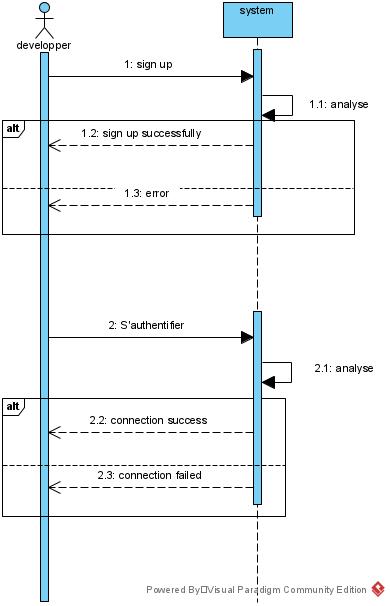 system
developper
1: sign up
1.1: analyse
alt
1.2: sign up successfully
1.3: error
2: S'authentifier
2.1: analyse
alt
2.2: connection success
2.3: connection failed
Powered By Visual Paradigm Community Edition